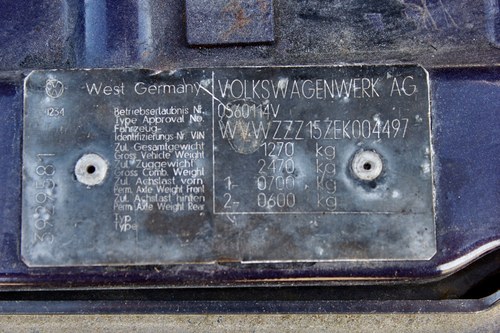 West Germany VOLKSWAGENWERK AG
1254
Betriebserlaubnis Nr.
Type Approval No.
0560114V
Fahrzeug-
Identifizierungs-Nr. VIN WVWZZZ15ZEK004497
Zul. Gesamtgewicht
Gross Vehicle Weight 1270 kg
Zul. Zuggewicht
Gross Comb. Weight 2470 kg
Zul. Achslast vorn
Perm. Axle Weight Front 1- 0700 kg
Zul. Achslast hinten
Perm. Axle Weight Rear 2- 0600 kg
Typ
Type